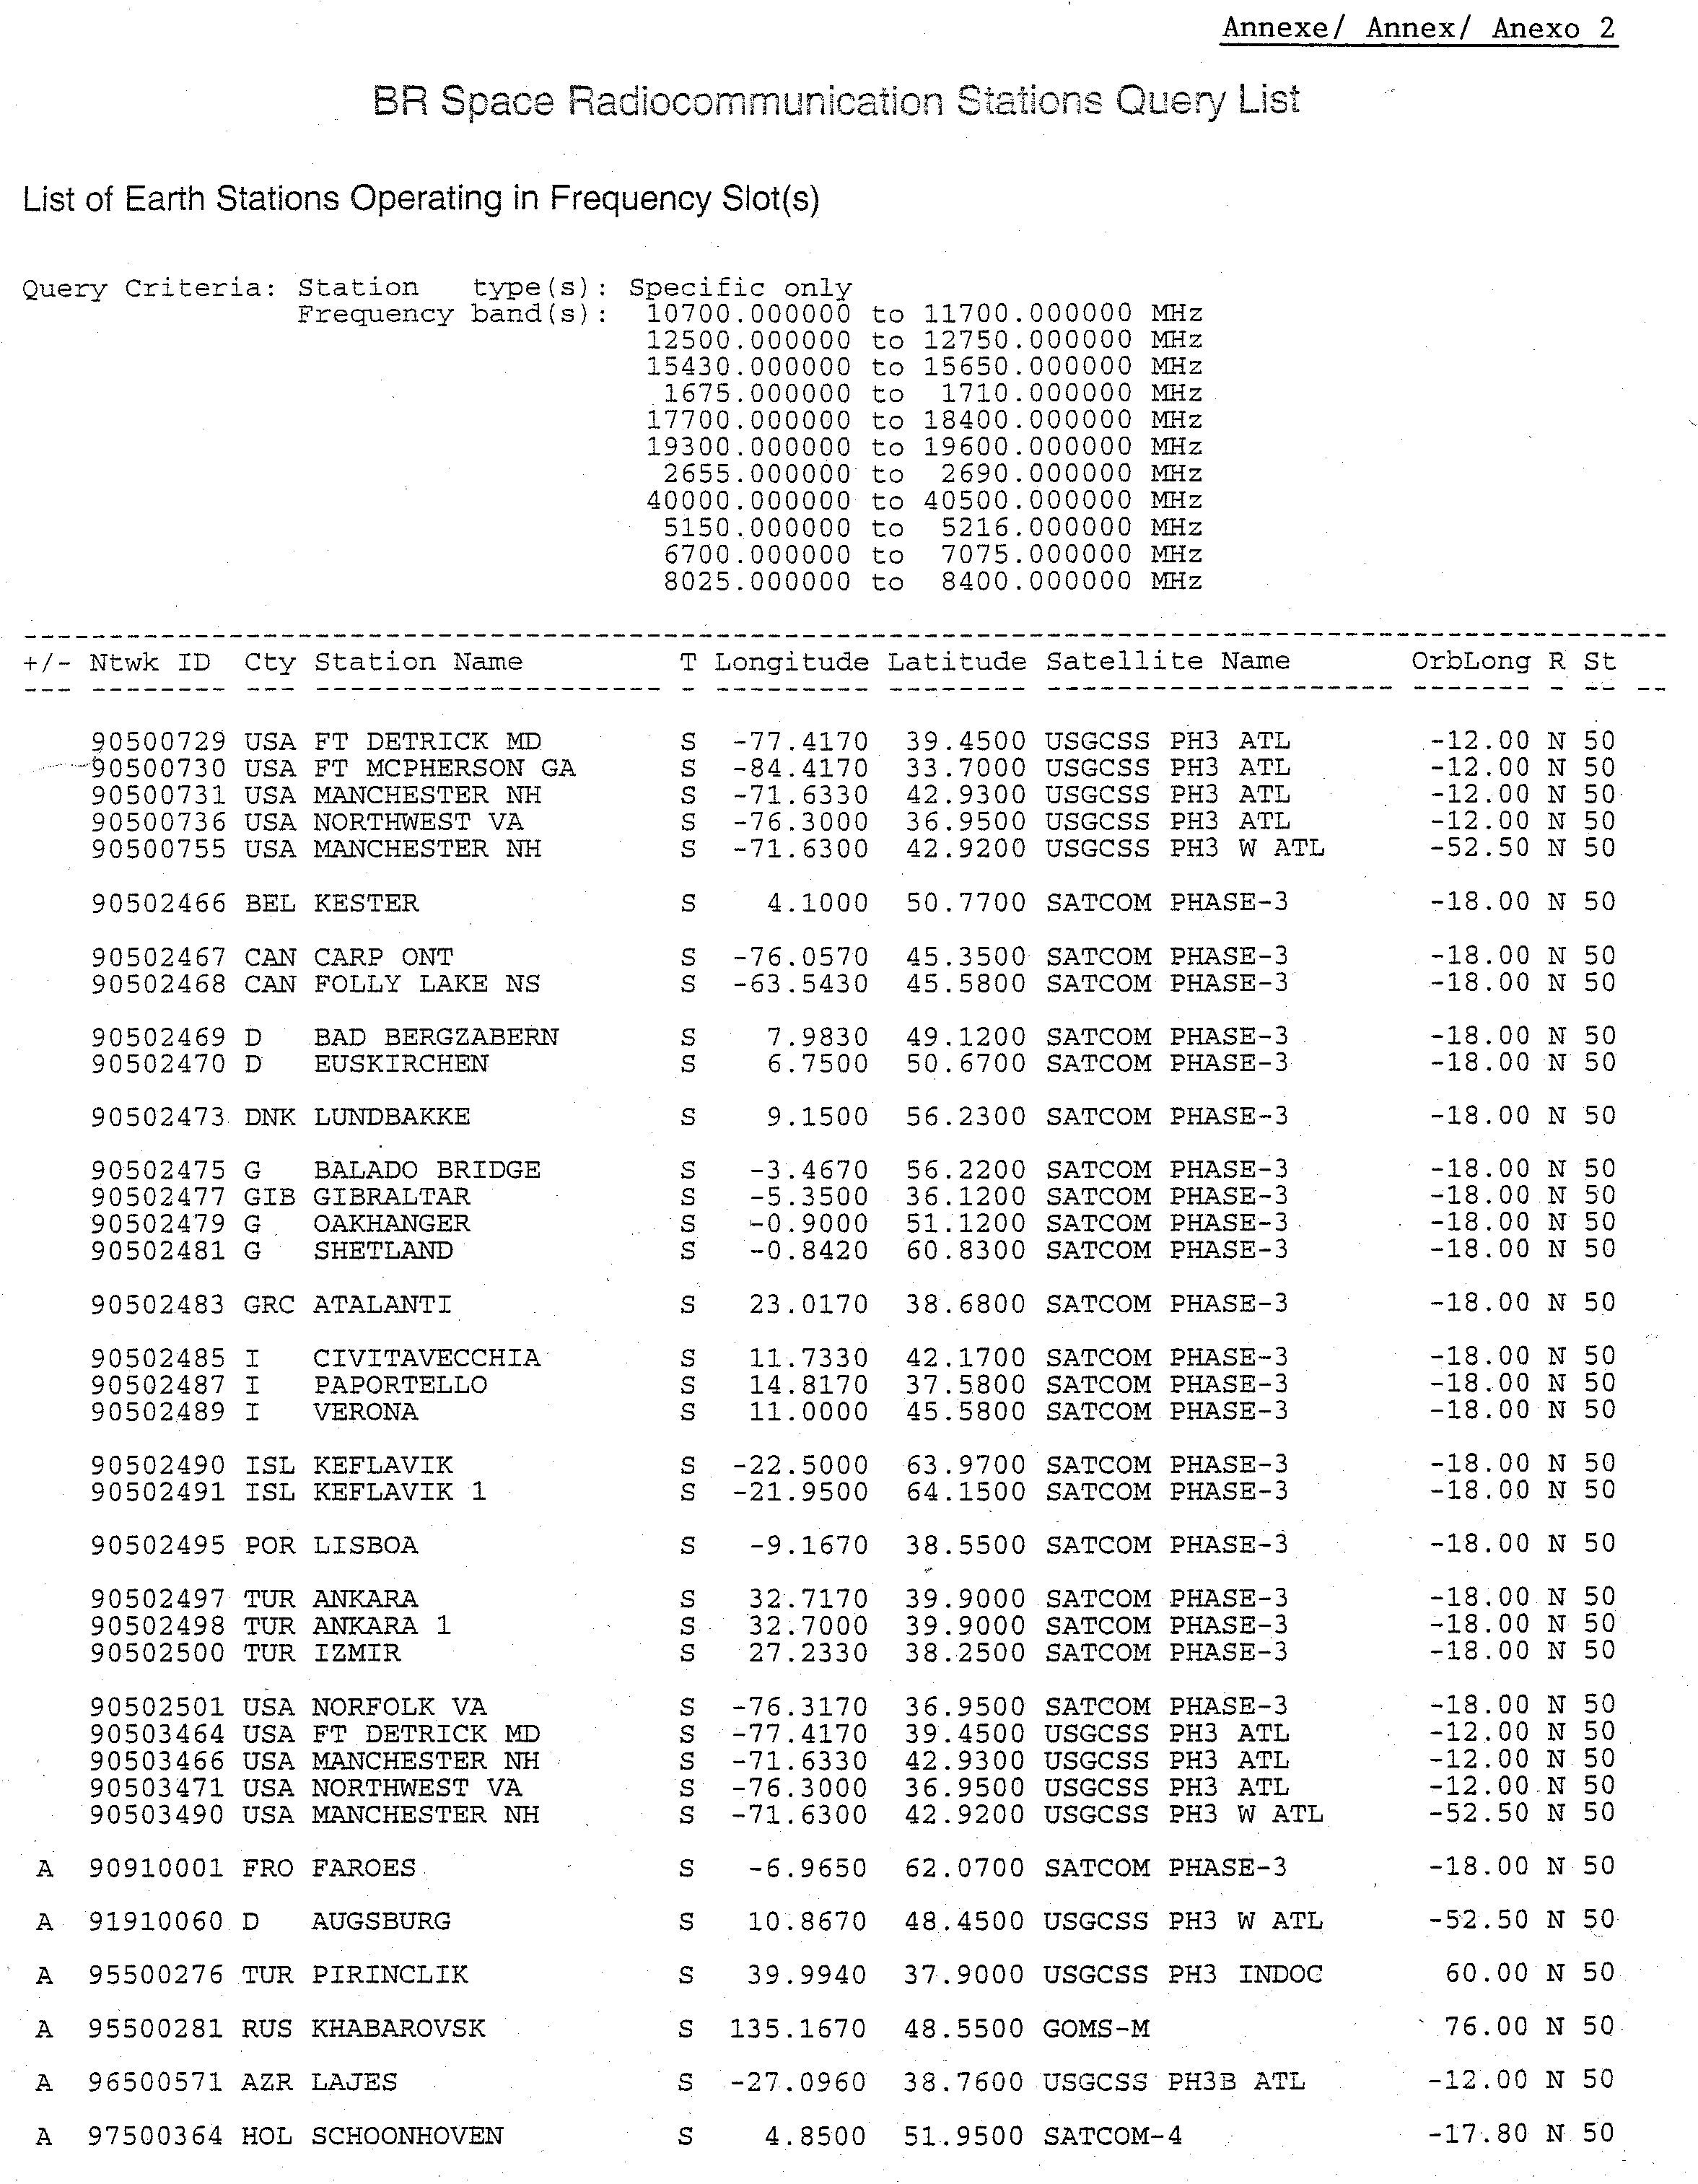 Annexe/ Annex/ Anexo 2
BR Space Radiocommunication Stations Query List
List of Earth Stations Operating in Frequency Slot(s)
Query Criteria: Station type(s): Specific only
Frequency band(s): 10700.000000 to 11700.000000 MHz
12500.000000 to 12750.000000 MHz
15430.000000 to 15650.000000 MHz
1675.000000 to 1710.000000 MHz
17700.000000 to 18400.000000 MHz
19300.000000 to 19600.000000 MHz
2655.000000 to 2690.000000 MHz
40000.000000 to 40500.000000 MHz
5150.000000 to 5216.000000 MHz
6700.000000 to 7075.000000 MHz
8025.000000 to 8400.000000 MHz
+/- Ntwk ID Cty Station Name T Longitude Latitude Satellite Name OrbLong R St
90500729 USA FT DETRICK MD S -77.4170 39.4500 USGCSS PH3 ATL -12.00 N 50
90500730 USA FT MCPHERSON GA S -84.4170 33.7000 USGCSS PH3 ATL -12.00 N 50
90500731 USA MANCHESTER NH S -71.6330 42.9300 USGCSS PH3 ATL -12.00 N 50
90500736 USA NORTHWEST VA S -76.3000 36.9500 USGCSS PH3 ATL -12.00 N 50
90500755 USA MANCHESTER NH S -71.6300 42.9200 USGCSS PH3 W ATL -52.50 N 50
90502466 BEL KESTER S 4.1000 50.7700 SATCOM PHASE-3 -18.00 N 50
90502467 CAN CARP ONT S -76.0570 45.3500 SATCOM PHASE-3 -18.00 N 50
90502468 CAN FOLLY LAKE NS S -63.5430 45.5800 SATCOM PHASE-3 -18.00 N 50
90502469 D BAD BERGZABERN S 7.9830 49.1200 SATCOM PHASE-3 -18.00 N 50
90502470 D EUSKIRCHEN S 6.7500 50.6700 SATCOM PHASE-3 -18.00 N 50
90502473 DNK LUNDBAKKE S 9.1500 56.2300 SATCOM PHASE-3 -18.00 N 50
90502475 G BALADO BRIDGE S -3.4670 56.2200 SATCOM PHASE-3 -18.00 N 50
90502477 GIB GIBRALTAR S -5.3500 36.1200 SATCOM PHASE-3 -18.00 N 50
90502479 G OAKHANGER S -0.9000 51.1200 SATCOM PHASE-3 -18.00 N 50
90502481 G SHETLAND S -0.8420 60.8300 SATCOM PHASE-3 -18.00 N 50
90502483 GRC ATALANTI S 23.0170 38.6800 SATCOM PHASE-3 -18.00 N 50
90502485 I CIVITAVECCHIA S 11.7330 42.1700 SATCOM PHASE-3 -18.00 N 50
90502487 I PAPORTELLO S 14.8170 37.5800 SATCOM PHASE-3 -18.00 N 50
90502489 I VERONA S 11.0000 45.5800 SATCOM PHASE-3 -18.00 N 50
90502490 ISL KEFLAVIK S -22.5000 63.9700 SATCOM PHASE-3 -18.00 N 50
90502491 ISL KEFLAVIK 1 S -21.9500 64.1500 SATCOM PHASE-3 -18.00 N 50
90502495 POR LISBOA S -9.1670 38.5500 SATCOM PHASE-3 -18.00 N 50
90502497 TUR ANKARA S 32.7170 39.9000 SATCOM PHASE-3 -18.00 N 50
90502498 TUR ANKARA 1 S 32.7000 39.9000 SATCOM PHASE-3 -18.00 N 50
90502500 TUR IZMIR S 27.2330 38.2500 SATCOM PHASE-3 -18.00 N 50
90502501 USA NORFOLK VA S -76.3170 36.9500 SATCOM PHASE-3 -18.00 N 50
90503464 USA FT DETRICK MD S -77.4170 39.4500 USGCSS PH3 ATL -12.00 N 50
90503466 USA MANCHESTER NH S -71.6330 42.9300 USGCSS PH3 ATL -12.00 N 50
90503471 USA NORTHWEST VA S -76.3000 36.9500 USGCSS PH3 ATL -12.00 N 50
90503490 USA MANCHESTER NH S -71.6300 42.9200 USGCSS PH3 W ATL -52.50 N 50
A 90910001 FRO FAROES S -6.9650 62.0700 SATCOM PHASE-3 -18.00 N 50
A 91910060 D AUGSBURG S 10.8670 48.4500 USGCSS PH3 W ATL -52.50 N 50
A 95500276 TUR PIRINCLIK S 39.9940 37.9000 USGCSS PH3 INDOC 60.00 N 50
A 95500281 RUS KHABAROVSK S 135.1670 48.5500 GOMS-M 76.00 N 50
A 96500571 AZR LAJES S -27.0960 38.7600 USGCSS PH3B ATL -12.00 N 50
A 97500364 HOL SCHOONHOVEN S 4.8500 51.9500 SATCOM-4 -17.80 N 50